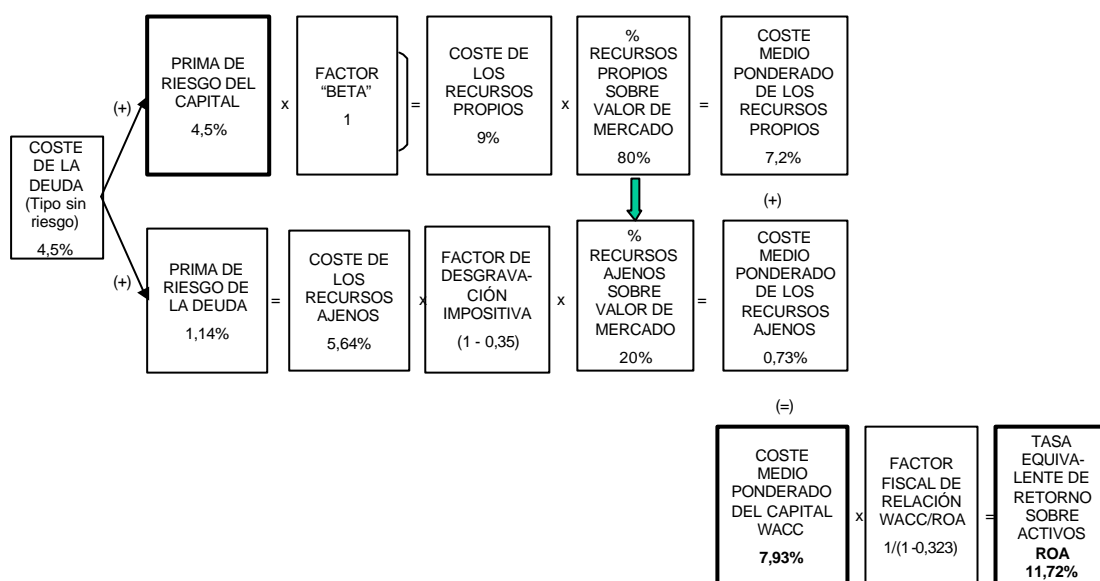 COSTE
DE LA
DEUDA
(Tipo sin
riesgo)
4,5%
(+)
PRIMA DE
RIESGO DEL
CAPITAL
4,5%
x
FACTOR
“BETA”
1
=
COSTE DE
LOS
RECURSOS
PROPIOS
9%
x
%
RECURSOS
PROPIOS
SOBRE
VALOR DE
MERCADO
80%
=
COSTE
MEDIO
PONDERADO
DE LOS
RECURSOS
PROPIOS
7,2%
(+)
(+)
PRIMA DE
RIESGO DE
LA DEUDA
1,14%
=
COSTE DE
LOS
RECURSOS
AJENOS
5,64%
x
FACTOR DE
DESGRAVA-
CIÓN
IMPOSITIVA
(1 - 0,35)
x
%
RECURSOS
AJENOS
SOBRE
VALOR DE
MERCADO
20%
=
COSTE
MEDIO
PONDERADO
DE LOS
RECURSOS
AJENOS
0,73%
(=)
COSTE
MEDIO
PONDERADO
DEL CAPITAL
WACC
7,93%
x
FACTOR
FISCAL DE
RELACIÓN
WACC/ROA
1/(1-0,323)
=
TASA
EQUIVA-
LENTE DE
RETORNO
SOBRE
ACTIVOS
ROA
11,72%